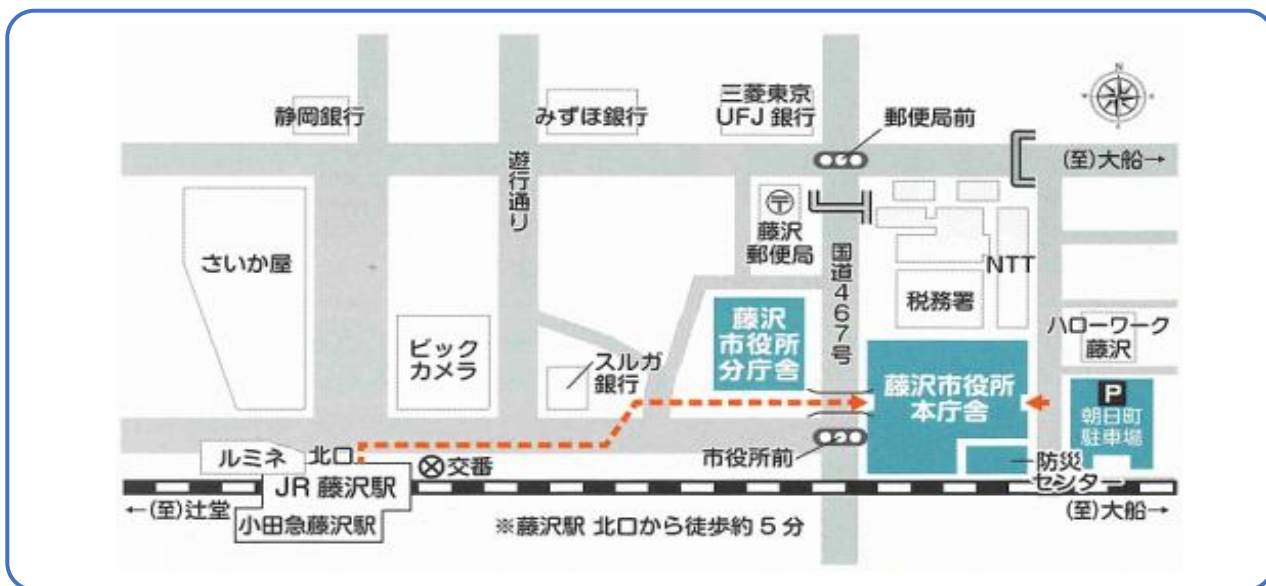 N
静岡銀行
みずほ銀行
三菱東京
UFJ 銀行
郵便局前
(至)大船→
遊行通り
〒
藤沢
郵便局
さいか屋
国道467号
NTT
税務署
藤沢
市役所
分庁舎
ハローワーク
藤沢
ビック
カメラ
スルガ
銀行
藤沢市役所
本庁舎
P
朝日町
駐車場
市役所前
防災
センター
ルミネ
北口
交番
JR 藤沢駅
←(至)辻堂
小田急藤沢駅
※藤沢駅 北口から徒歩約 5 分
(至)大船→